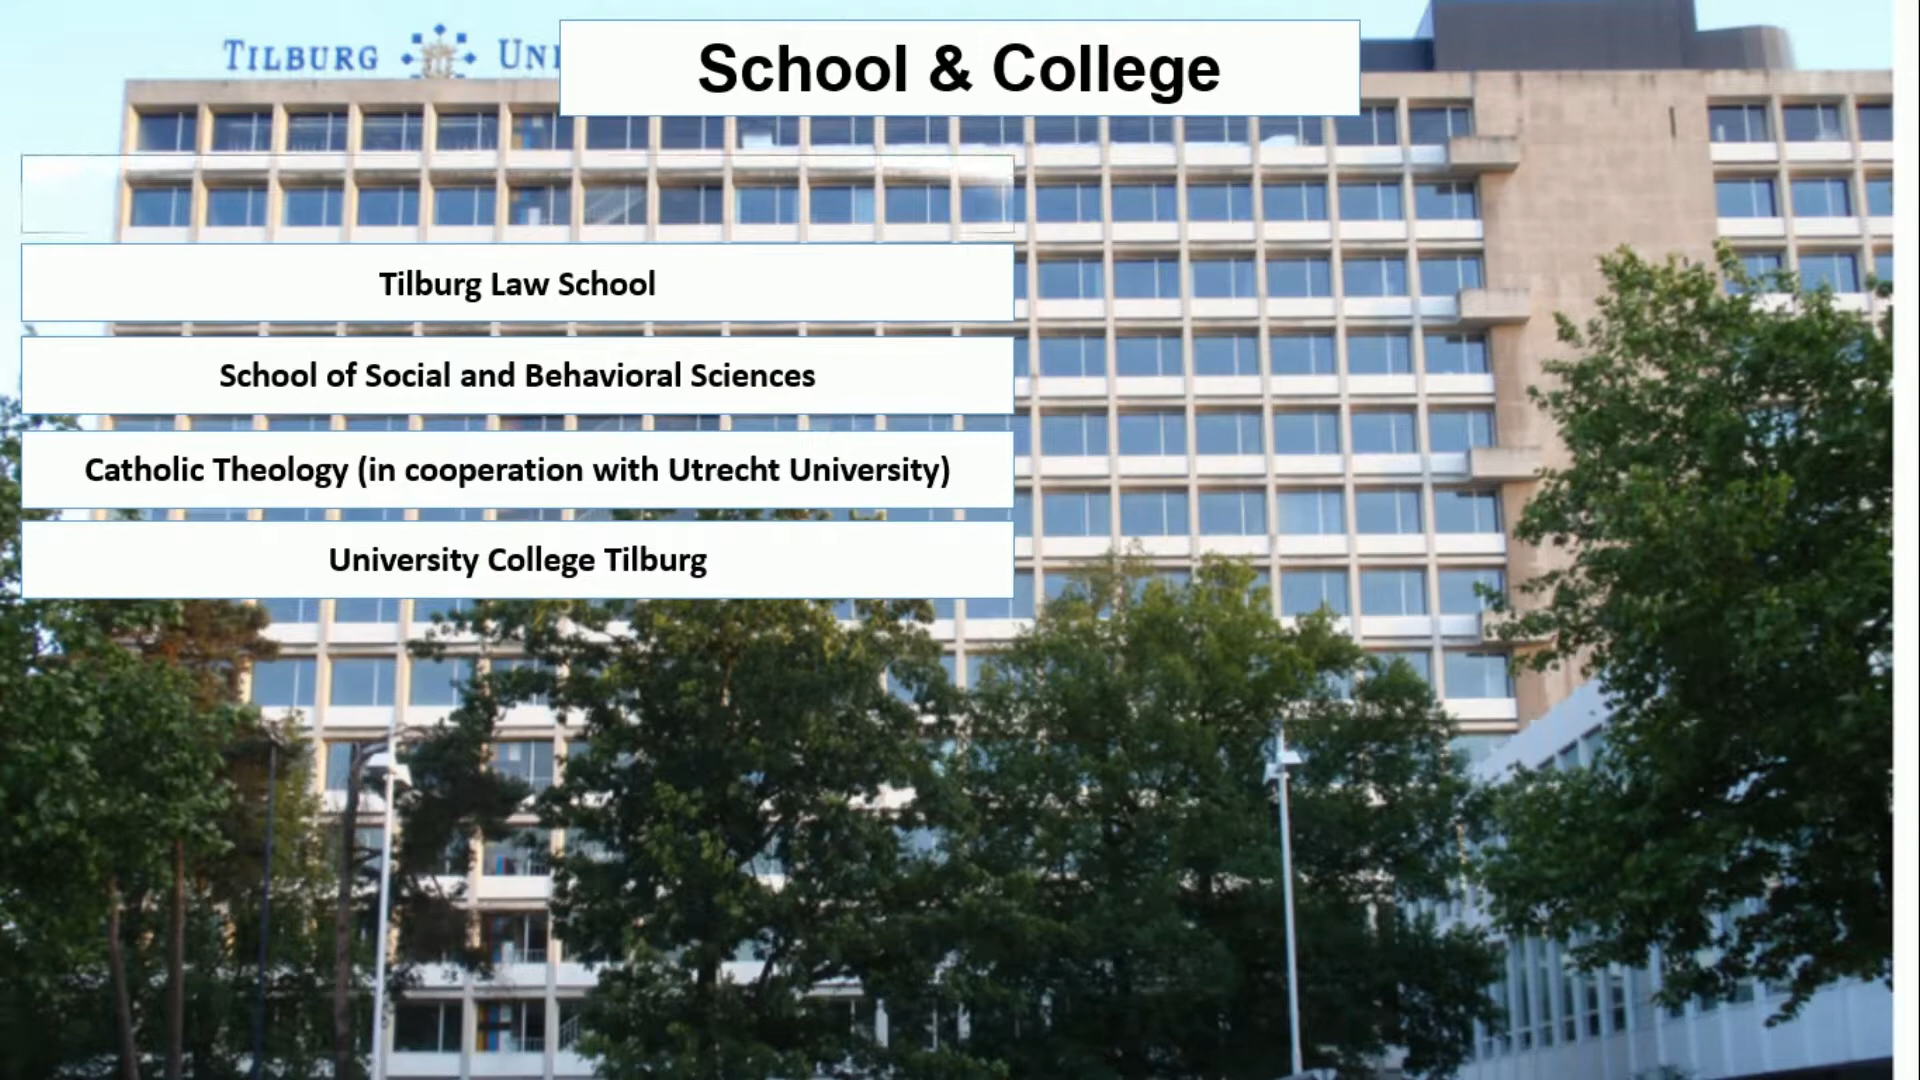 TILBURG UNI
School & College
Tilburg Law School
School of Social and Behavioral Sciences
Catholic Theology (in cooperation with Utrecht University)
University College Tilburg